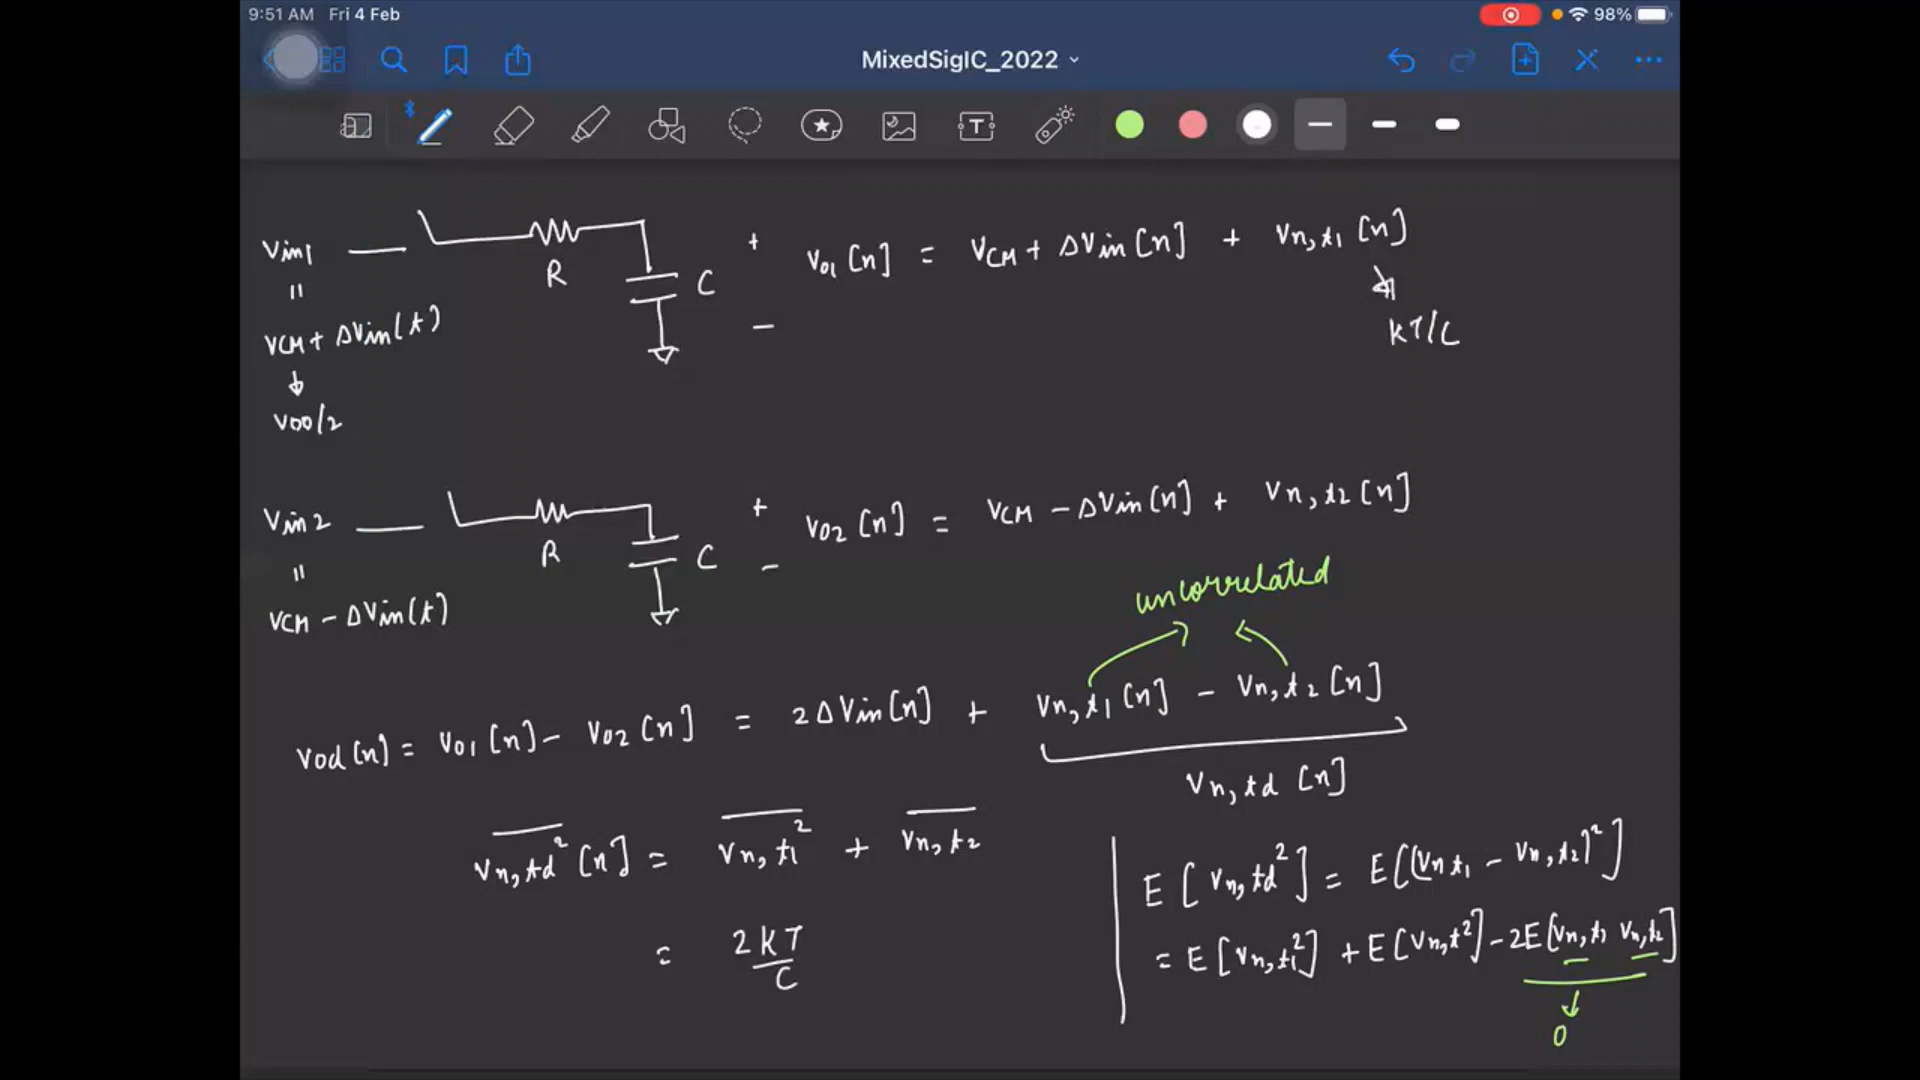 9:51 AM Fri 4 Feb
98%
MixedSigIC_2022
T
Vin1
R
C
+
-
Vo1 [n] = VCM + ΔVin[n] + Vn,t1 [n]
kT/C
"
VCM + ΔVin(t)
VDD/2
Vin2
R
C
+
-
Vo2 [n] = VCM - ΔVin[n] + Vn,t2 [n]
"
VCM - ΔVin(t)
uncorrelated
Vod[n] = Vo1 [n] - Vo2 [n] = 2ΔVin[n] + Vn,t1 [n] - Vn,t2 [n]
Vn,td [n]
Vn,td² [n] = Vn,t1² + Vn,t2
= 2kT/C
E[Vn,td²] = E[(Vnt1 - Vn,t2)²]
= E[Vn,t1²] + E[Vn,t²] - 2E[Vn,t1 Vn,t2]
0